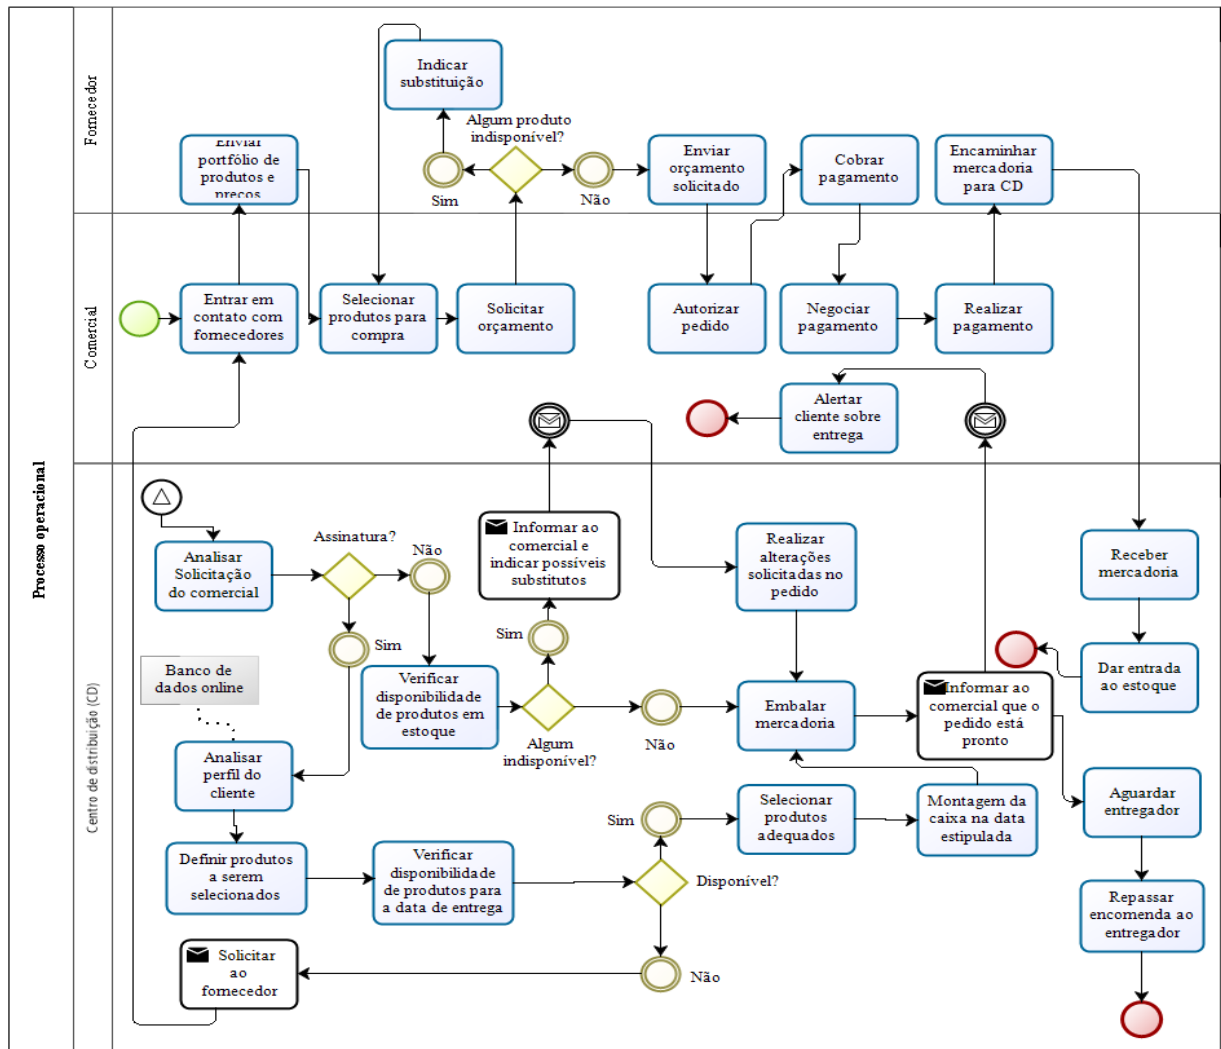 Processo operacional
Fornecedor
Indicar
substituição
Algum produto
indisponível?
Enviar
portfólio de
produtos e
preços
Sim
Não
Enviar
orçamento
solicitado
Cobrar
pagamento
Encaminhar
mercadoria
para CD
Comercial
Entrar em
contato com
fornecedores
Selecionar
produtos para
compra
Solicitar
orçamento
Autorizar
pedido
Negociar
pagamento
Realizar
pagamento
Alertar
cliente sobre
entrega
Centro de distribuição (CD)
Analisar
Solicitação
do comercial
Assinatura?
Não
Sim
Informar ao
comercial e
indicar possíveis
substitutos
Realizar
alterações
solicitadas no
pedido
Receber
mercadoria
Banco de
dados online
Verificar
disponibilidade
de produtos em
estoque
Sim
Algum
indisponível?
Não
Embalar
mercadoria
Informar ao
comercial que o
pedido está
pronto
Dar entrada
ao estoque
Analisar
perfil do
cliente
Definir produtos
a serem
selecionados
Verificar
disponibilidade
de produtos para
a data de entrega
Sim
Disponível?
Não
Selecionar
produtos
adequados
Montagem da
caixa na data
estipulada
Aguardar
entregador
Repassar
encomenda ao
entregador
Solicitar
ao
fornecedor